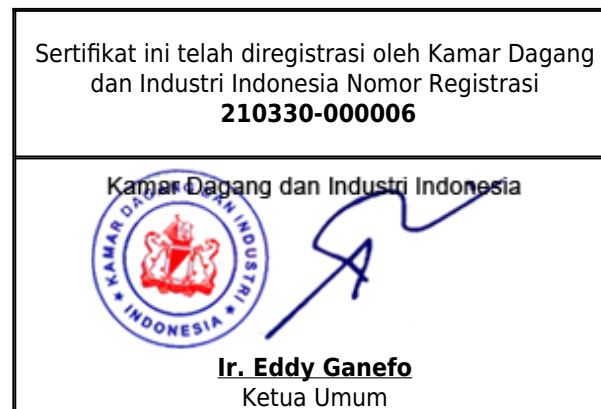 Sertifikat ini telah diregistrasi oleh Kamar Dagang
dan Industri Indonesia Nomor Registrasi
210330-000006
Kamar Dagang dan Industri Indonesia
KAMAR DAGANG DAN INDUSTRI
INDONESIA
Ir. Eddy Ganefo
Ketua Umum